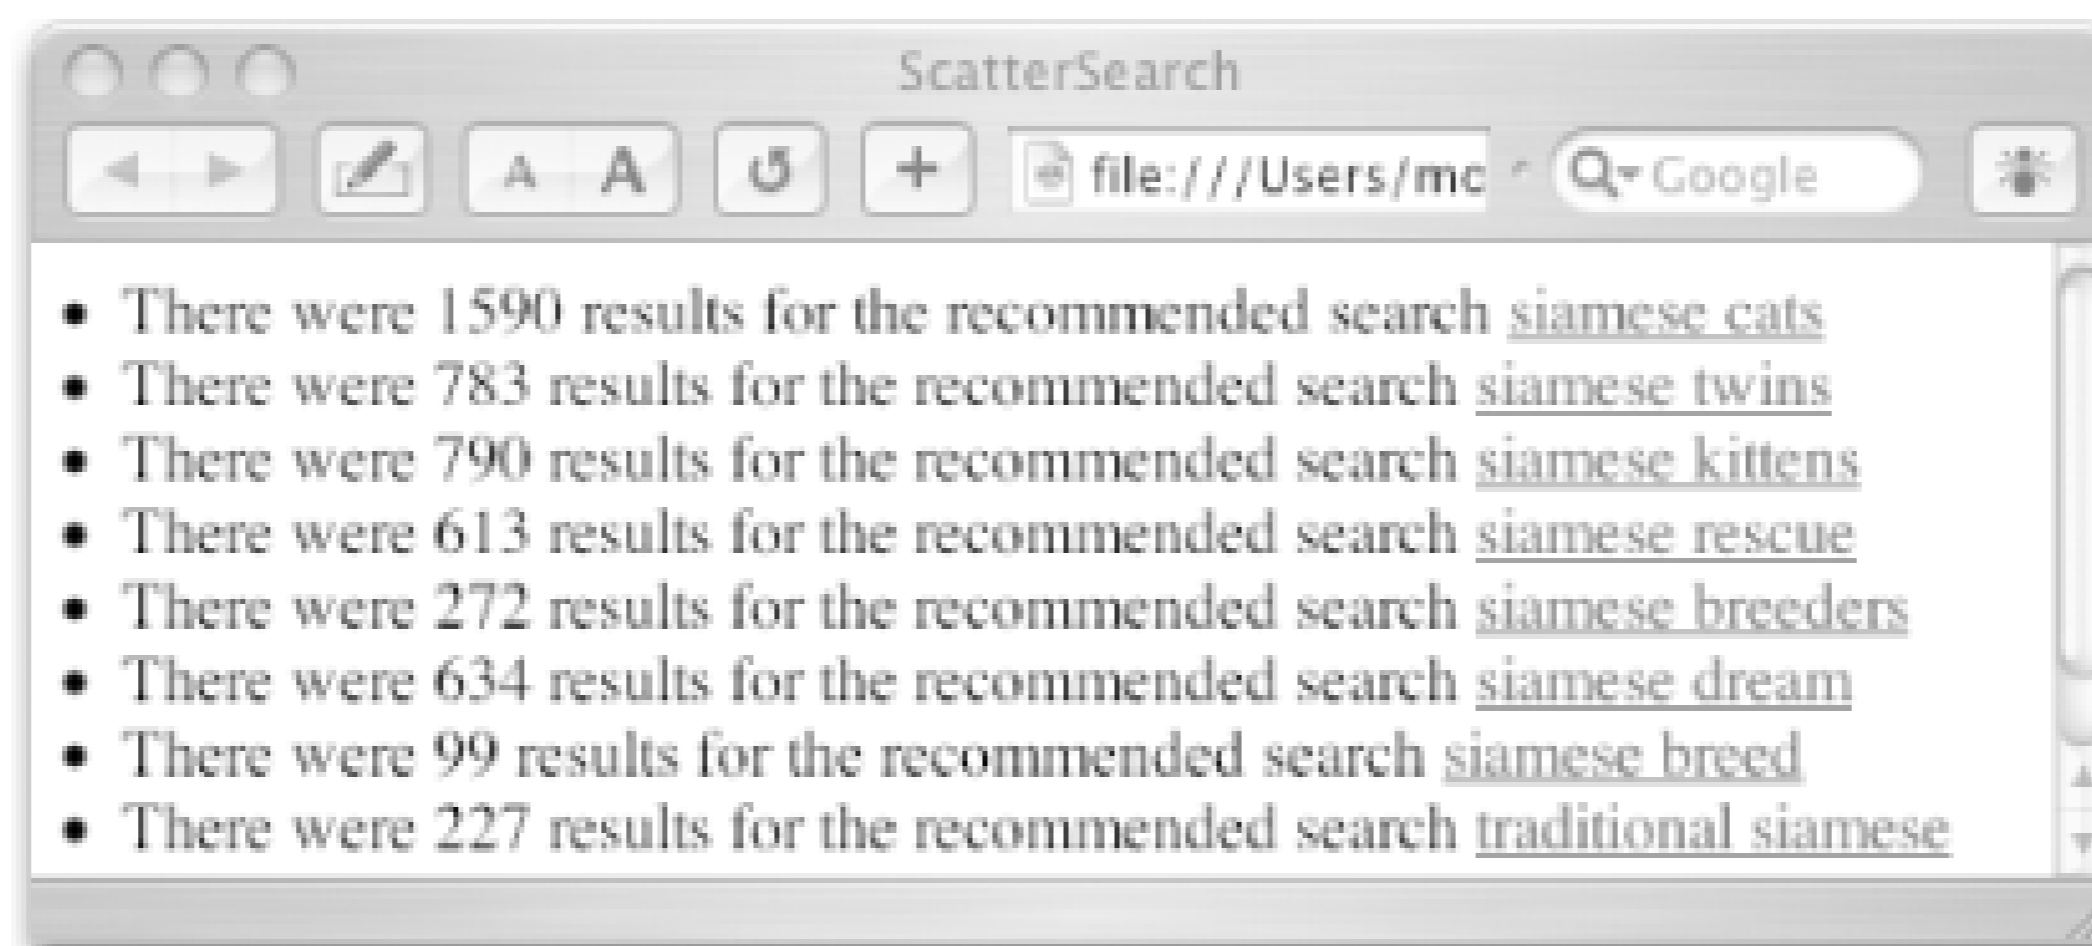 ScatterSearch
A A file:///Users/mc Google
• There were 1590 results for the recommended search siamese cats
• There were 783 results for the recommended search siamese twins
• There were 790 results for the recommended search siamese kittens
• There were 613 results for the recommended search siamese rescue
• There were 272 results for the recommended search siamese breeders
• There were 634 results for the recommended search siamese dream
• There were 99 results for the recommended search siamese breed
• There were 227 results for the recommended search traditional siamese